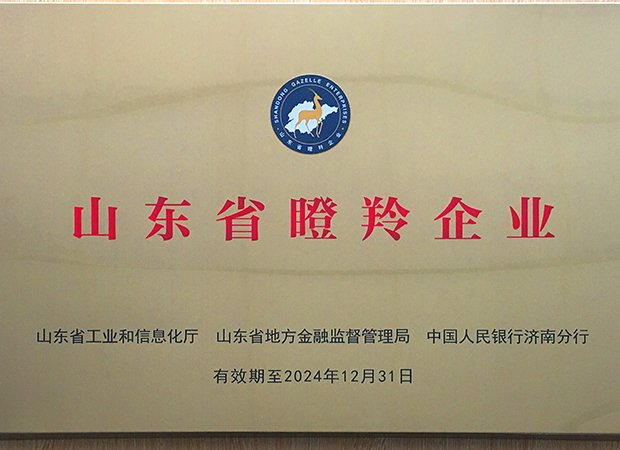 SHANDONG GAZELLE ENTERPRISES
山东省瞪羚企业
山东省瞪羚企业
山东省工业和信息化厅 山东省地方金融监督管理局 中国人民银行济南分行
有效期至2024年12月31日